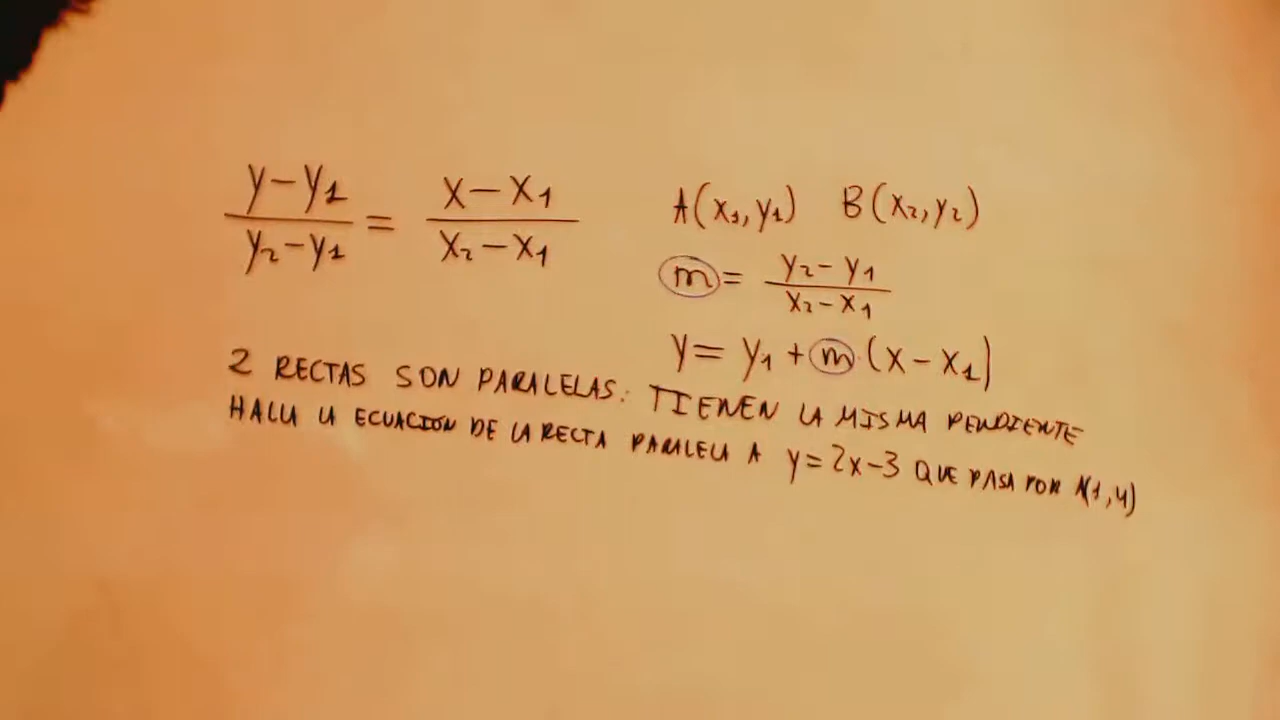 y-y1/y2-y1 = x-x1/x2-x1
A(x1,y1) B(x2,y2)
m = y2-y1/x2-x1
y = y1 + m·(x-x1)
2 RECTAS SON PARALELAS: TIENEN LA MISMA PENDIENTE
HALLA LA ECUACIÓN DE LA RECTA PARALELA A y=2x-3 QUE PASA POR A(1,4)